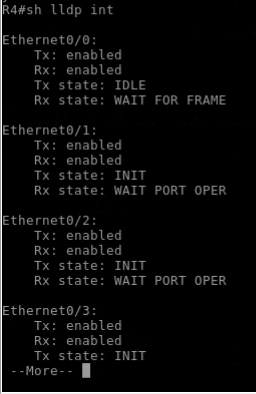 R4#sh lldp int
Ethernet0/0:
Tx: enabled
Rx: enabled
Tx state: IDLE
Rx state: WAIT FOR FRAME
Ethernet0/1:
Tx: enabled
Rx: enabled
Tx state: INIT
Rx state: WAIT PORT OPER
Ethernet0/2:
Tx: enabled
Rx: enabled
Tx state: INIT
Rx state: WAIT PORT OPER
Ethernet0/3:
Tx: enabled
Rx: enabled
Tx state: INIT
--More--